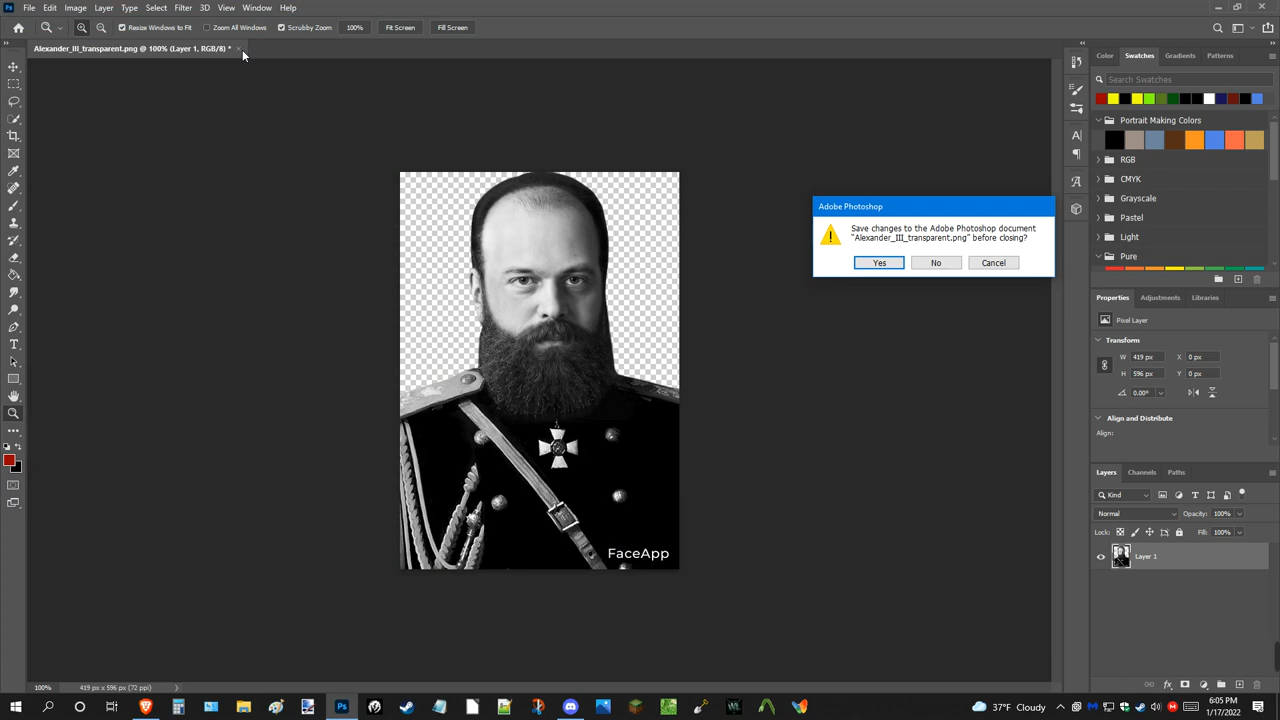 Ps File Edit Image Layer Type Select Filter 3D View Window Help
Resize Windows to Fit Zoom All Windows Scrubby Zoom 100% Fit Screen Fill Screen
Alexander_III_transparent.png @ 100% (Layer 1, RGB/8) * ×
Color Swatches Gradients Patterns
Search Swatches
Portrait Making Colors
RGB
CMYK
Grayscale
Pastel
Light
Pure
Adobe Photoshop
Save changes to the Adobe Photoshop document
"Alexander_III_transparent.png" before closing?
Yes No Cancel
Properties Adjustments Libraries
Pixel Layer
Transform
W 419 px X 0 px
H 596 px Y 0 px
0.00°
Align and Distribute
Align:
Layers Channels Paths
Kind
Normal Opacity: 100%
Lock: Fill: 100%
Layer 1
FaceApp
100% 419 px x 596 px (72 ppi)
Ps
37°F Cloudy
6:05 PM
1/17/2022